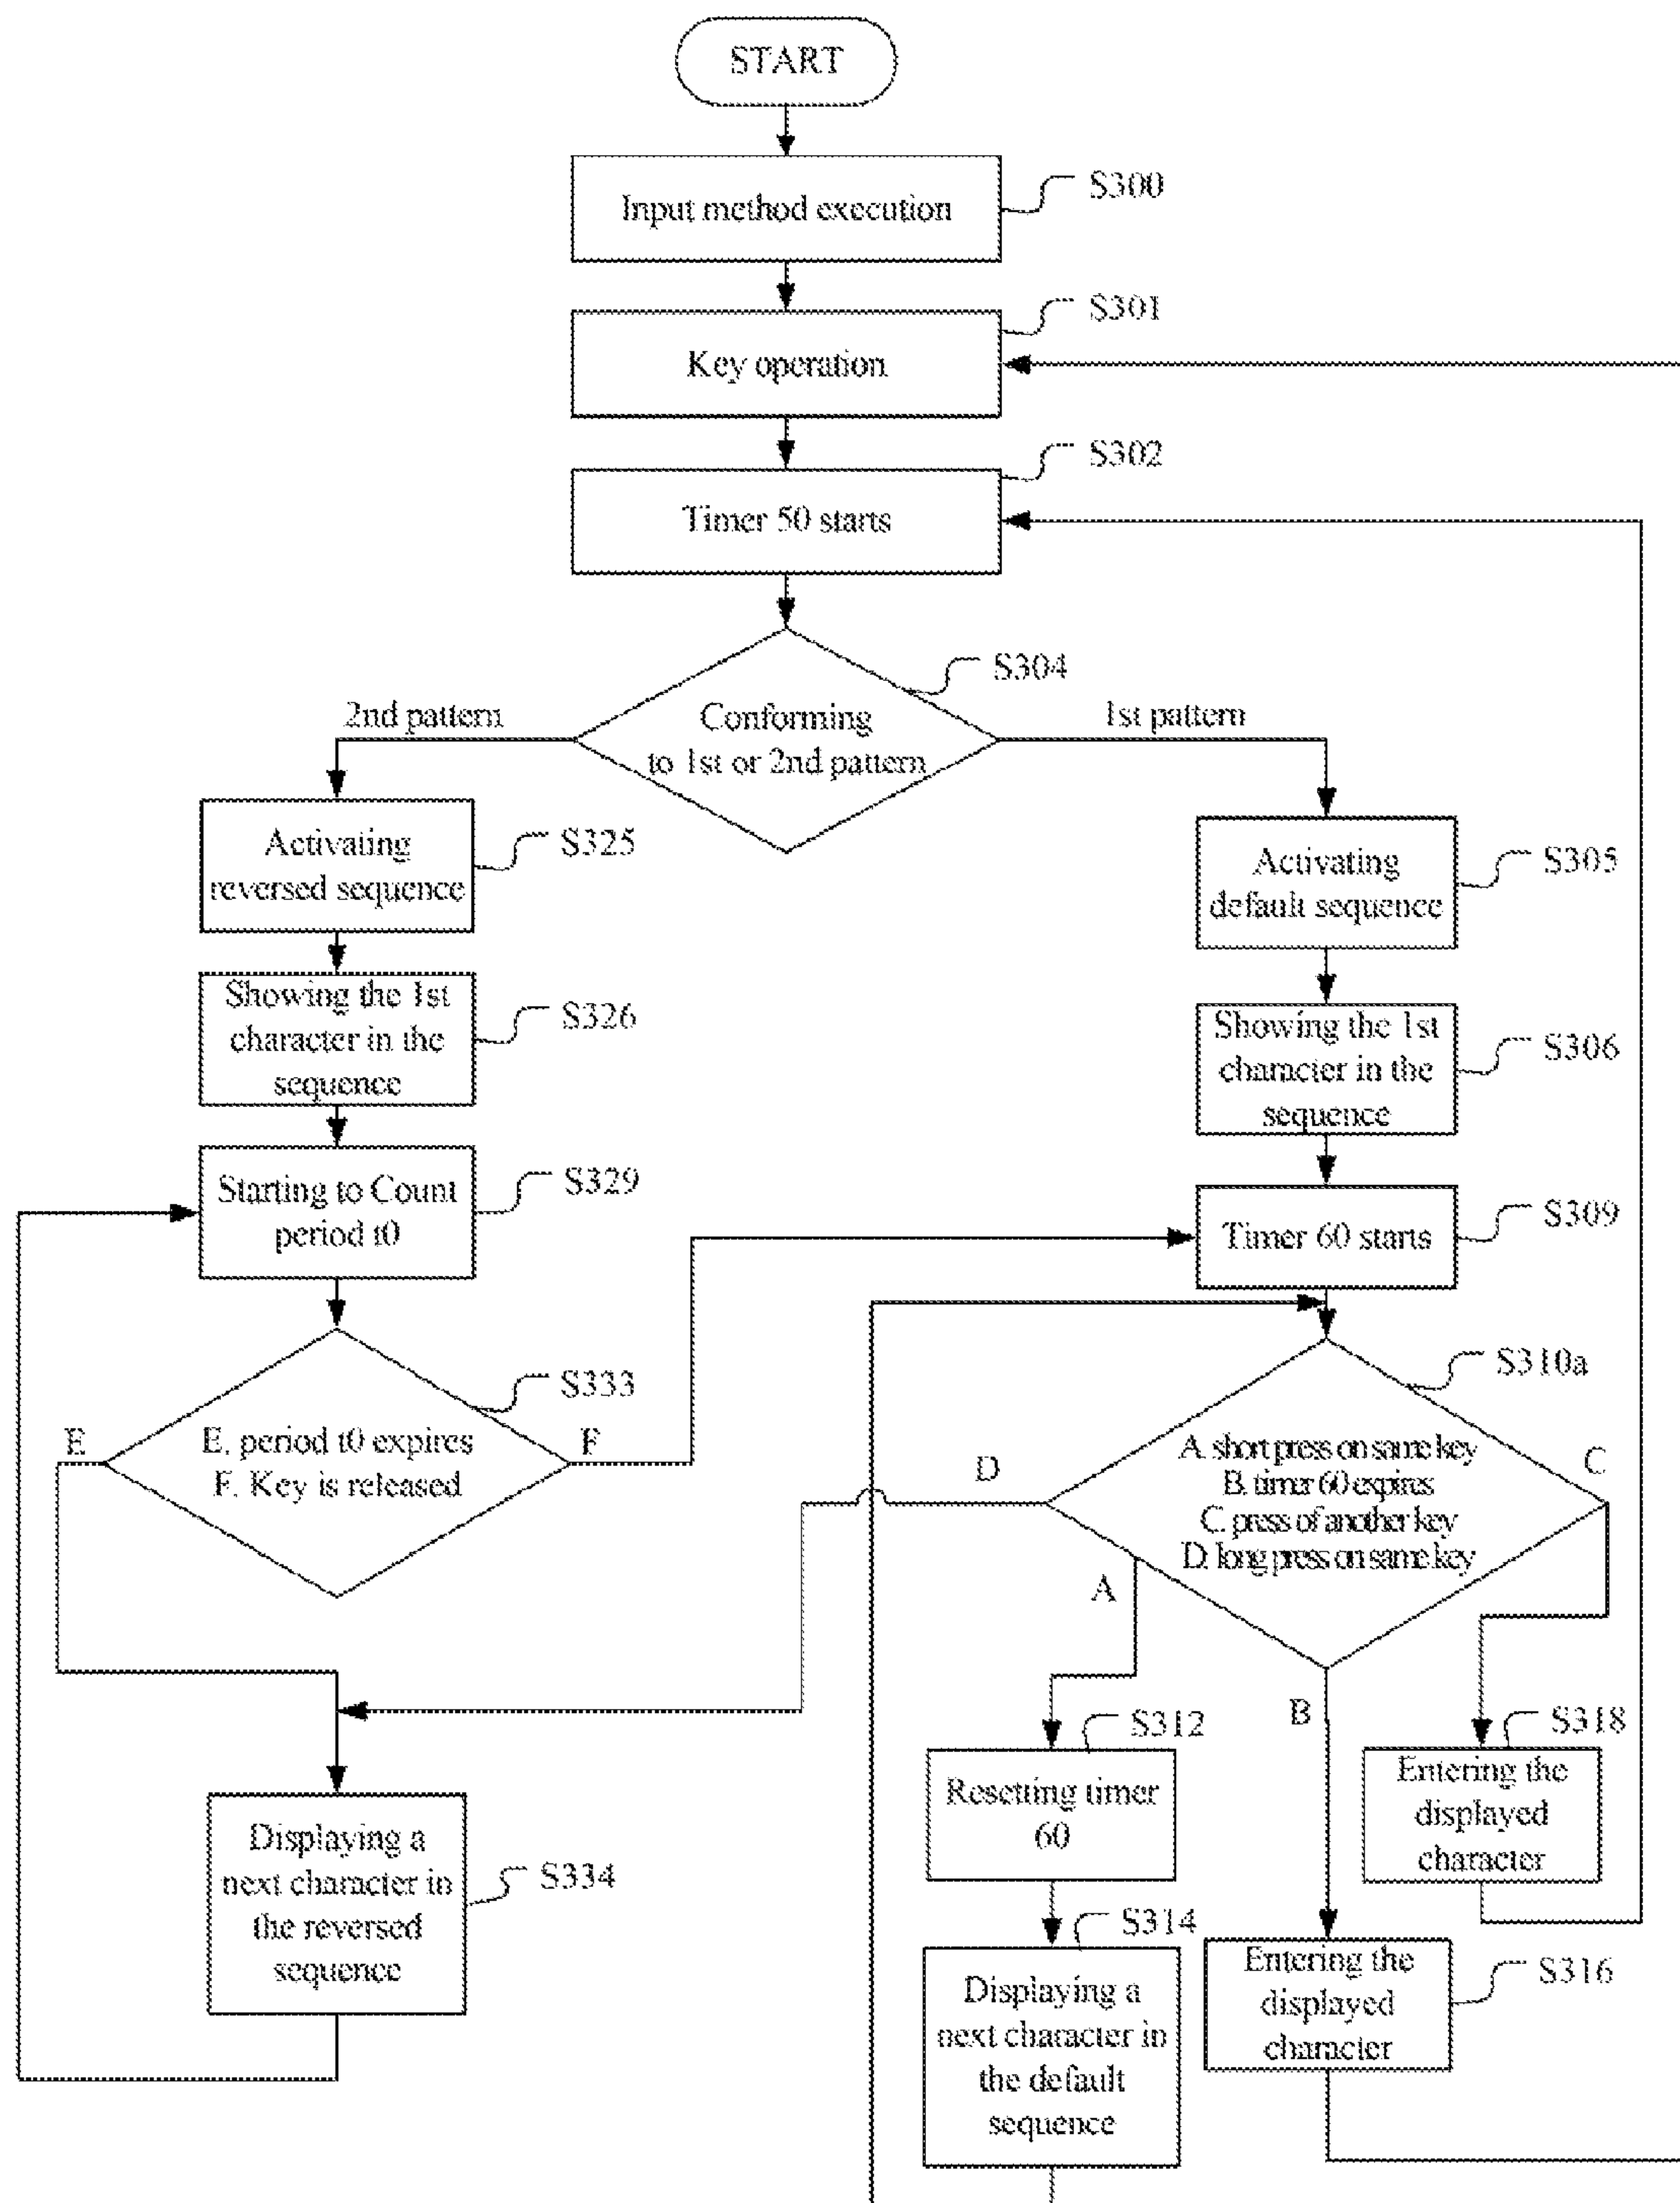 START
Input method execution
S300
Key operation
S301
Timer 50 starts
S302
Conforming
to 1st or 2nd pattern
S304
2nd pattern
1st pattern
Activating
reversed sequence
S325
Showing the 1st
character in the
sequence
S326
Starting to Count
period t0
S329
E. period t0 expires
F. Key is released
S333
E
F
Displaying a
next character in
the reversed
sequence
S334
Activating
default sequence
S305
Showing the 1st
character in the
sequence
S306
Timer 60 starts
S309
A. short press on same key
B. timer 60 expires
C. press of another key
D. long press on same key
S310a
D
A
B
C
Resetting timer
60
S312
Displaying a
next character in
the default
sequence
S314
Entering the
displayed
character
S316
Entering the
displayed
character
S318